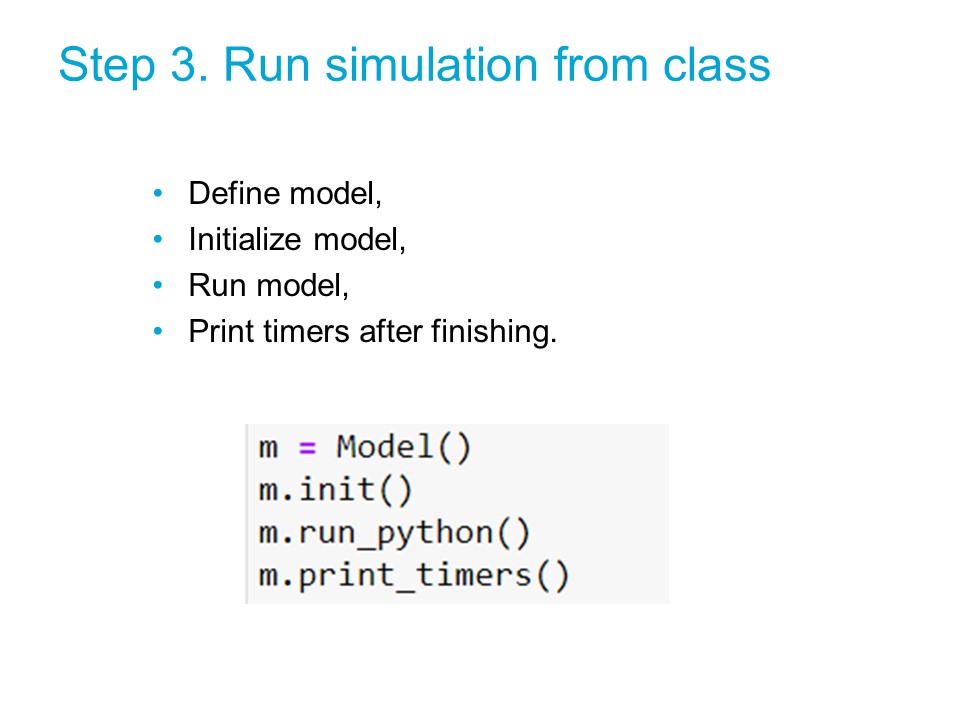 Step 3. Run simulation from class
• Define model,
• Initialize model,
• Run model,
• Print timers after finishing.
m = Model()
m.init()
m.run_python()
m.print_timers()